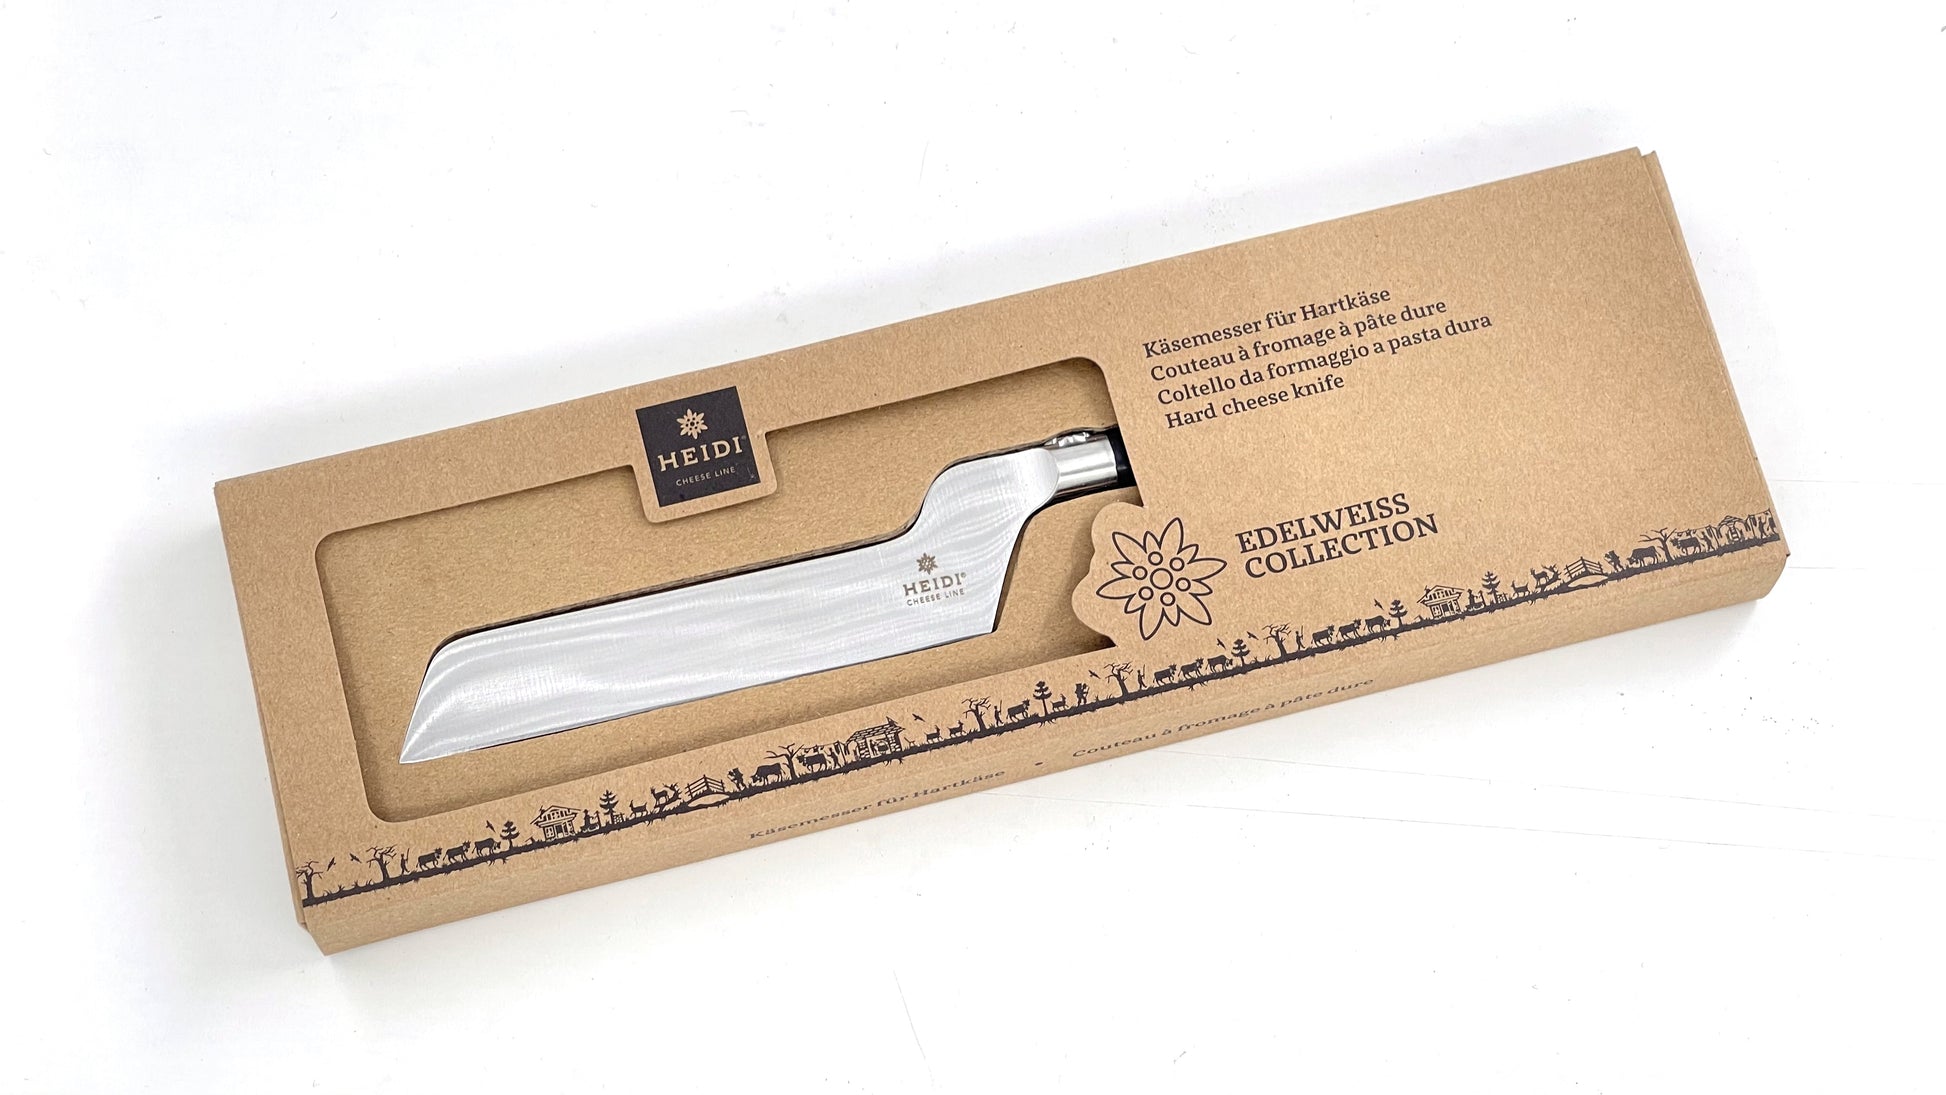 HEIDI®
CHEESE LINE
Käsemesser für Hartkäse
Couteau à fromage à pâte dure
Coltello da formaggio a pasta dura
Hard cheese knife
HEIDI®
CHEESE LINE
EDELWEISS
COLLECTION
Käsemesser für Hartkäse • Couteau à fromage à pâte dure